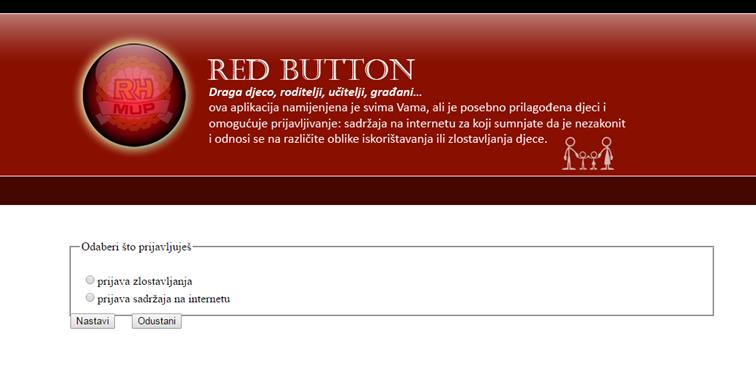 RH
MUP
RED BUTTON
Draga djeco, roditelji, učitelji, građani...
ova aplikacija namijenjena je svima Vama, ali je posebno prilagođena djeci i
omogućuje prijavljivanje: sadržaja na internetu za koji sumnjate da je nezakonit
i odnosi se na različite oblike iskorištavanja ili zlostavljanja djece.
Odaberi što prijavljuješ
prijava zlostavljanja
prijava sadržaja na internetu
Nastavi Odustani